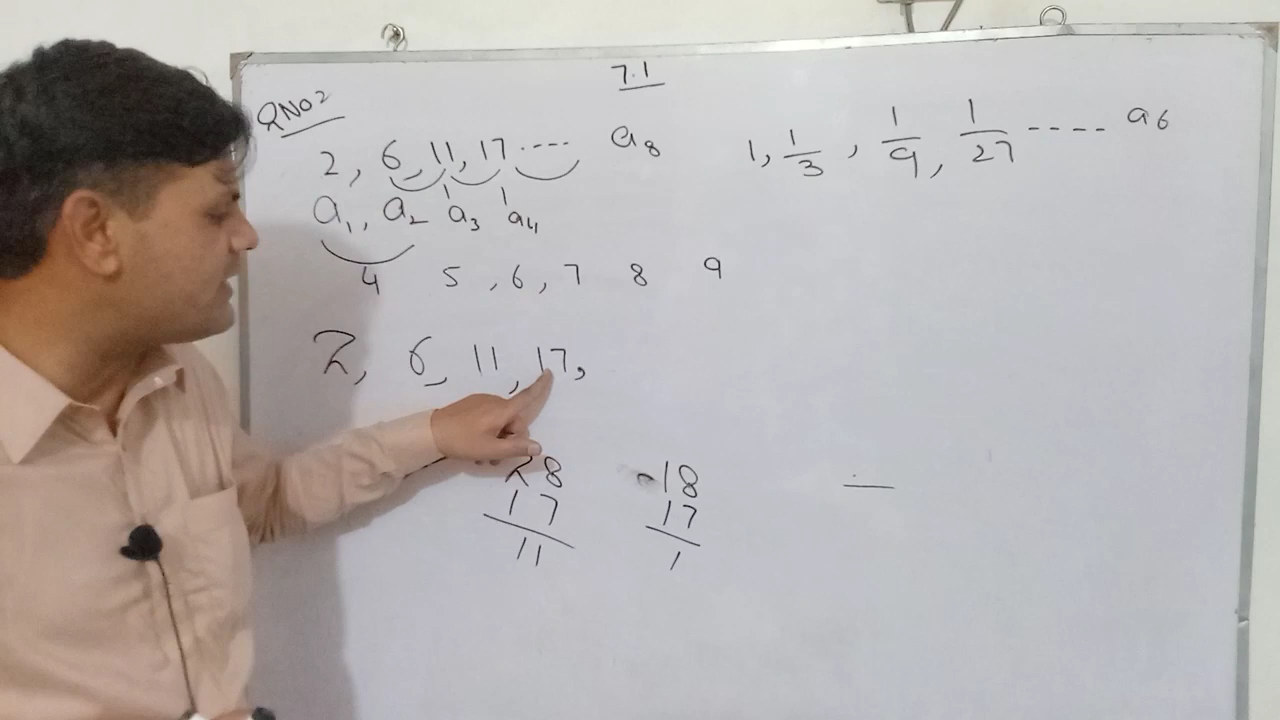 7.1
QNO2
2, 6, 11, 17 .... a8
1, 1/3, 1/9, 1/27 ---- a6
a1, a2 a3 a4
4 5, 6, 7 8 9
2, 6, 11, 17,
28
17
11
-18
17
1